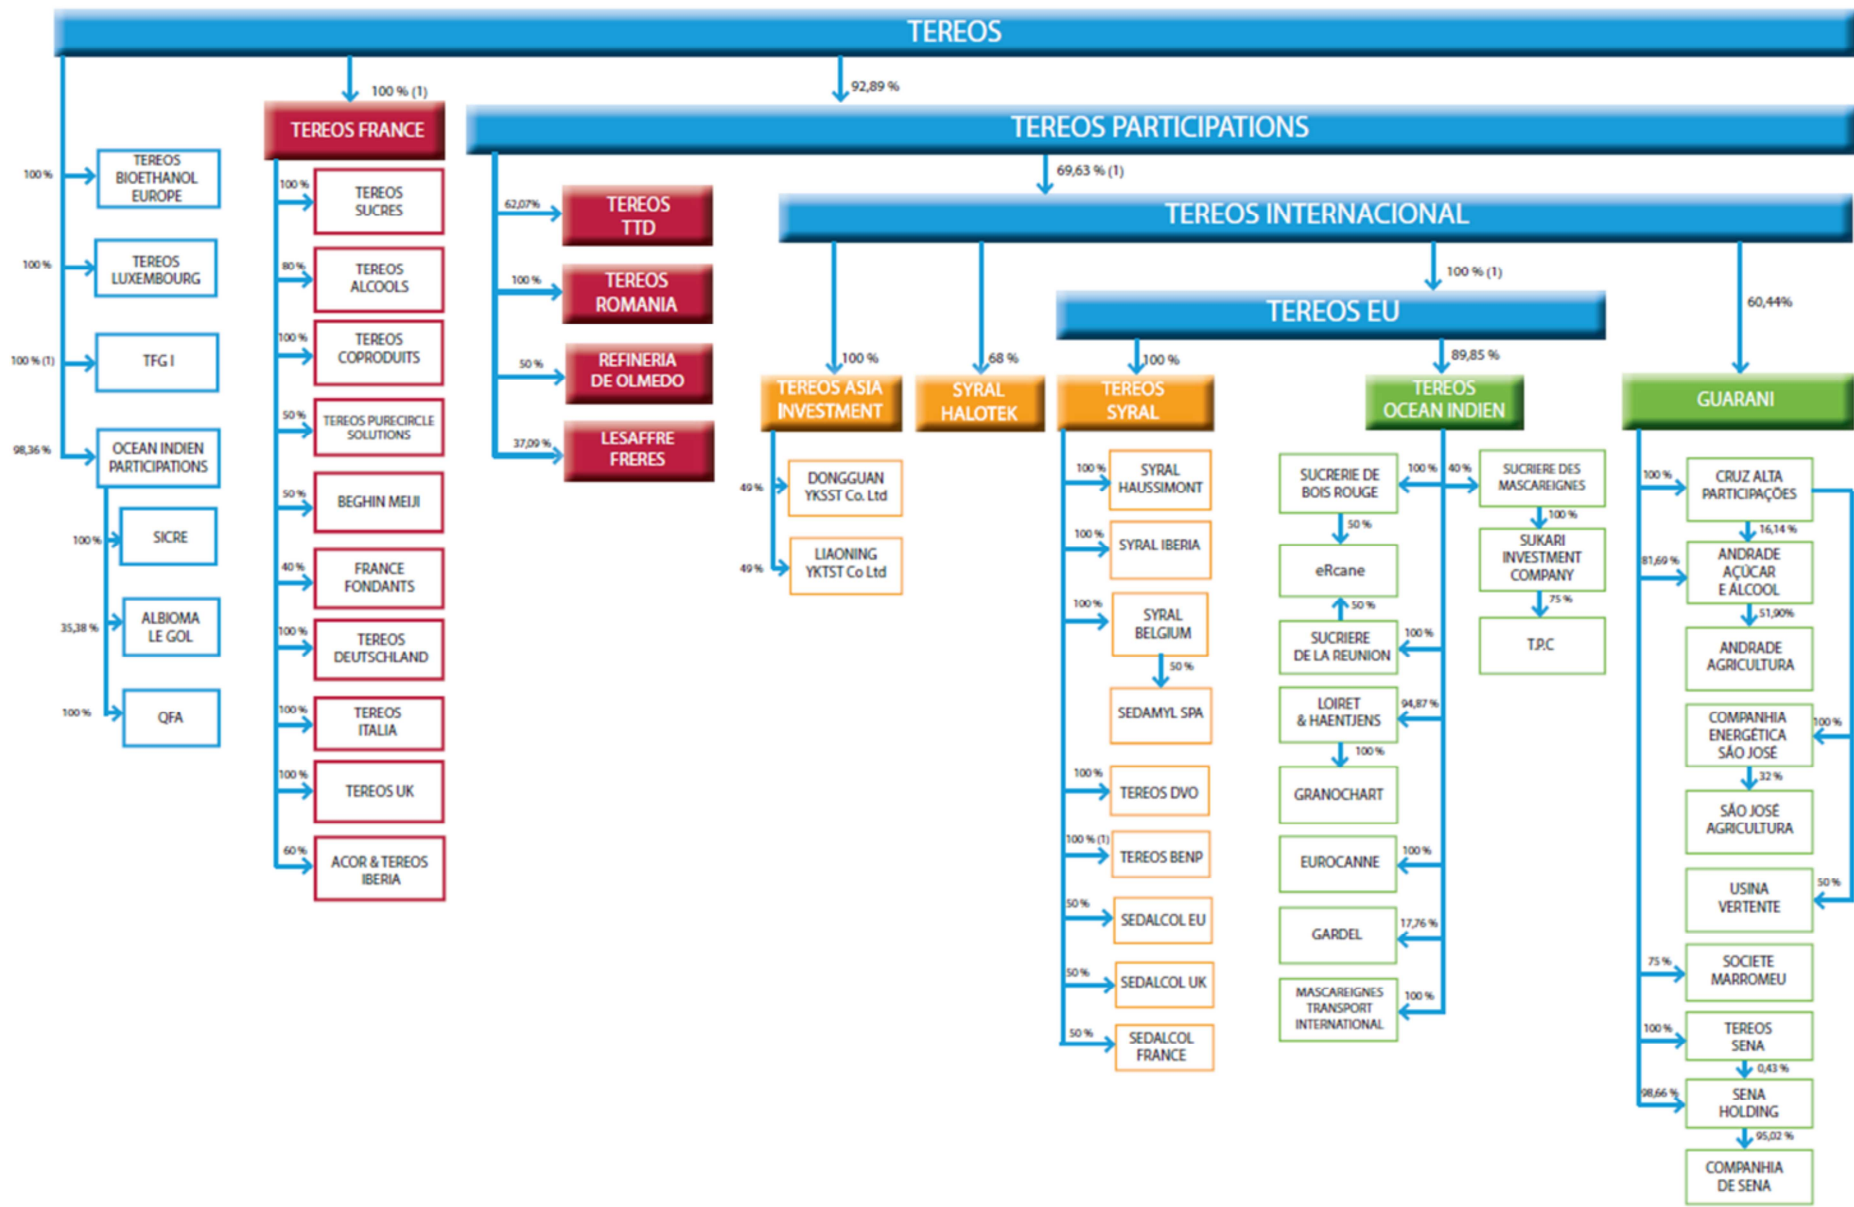 TEREOS
100 % (1)
92,89 %
TEREOS FRANCE
TEREOS PARTICIPATIONS
69,63 % (1)
TEREOS INTERNACIONAL
100 % (1)
60,44%
TEREOS EU
100 %
TEREOS
BIOETHANOL
EUROPE
100 %
TEREOS
LUXEMBOURG
100 % (1)
TFG I
98,36 %
OCEAN INDIEN
PARTICIPATIONS
100 %
SICRE
35,38 %
ALBIOMA
LE GOL
100 %
QFA
100 %
TEREOS
SUCRES
80 %
TEREOS
ALCOOLS
100 %
TEREOS
COPRODUITS
50 %
TEREOS PURECIRCLE
SOLUTIONS
50 %
BEGHIN MEIJI
40 %
FRANCE
FONDANTS
100 %
TEREOS
DEUTSCHLAND
100 %
TEREOS
ITALIA
100 %
TEREOS UK
60 %
ACOR & TEREOS
IBERIA
62,07%
TEREOS
TTD
100 %
TEREOS
ROMANIA
50 %
REFINERIA
DE OLMEDO
37,09 %
LESAFFRE
FRERES
100 %
TEREOS ASIA
INVESTMENT
49 %
DONGGUAN
YKSST Co. Ltd
49 %
LIAONING
YKTST Co Ltd
68 %
SYRAL
HALOTEK
100 %
TEREOS
SYRAL
100 %
SYRAL
HAUSSIMONT
100 %
SYRAL IBERIA
100 %
SYRAL
BELGIUM
50 %
SEDAMYL SPA
100 %
TEREOS DVO
100 % (1)
TEREOS BENP
50 %
SEDALCOL EU
50 %
SEDALCOL UK
50 %
SEDALCOL
FRANCE
89,85 %
TEREOS
OCEAN INDIEN
SUCRERIE DE
BOIS ROUGE
100 %
50 %
eRcane
50 %
SUCRIERE
DE LA REUNION
100 %
LOIRET
& HAENTJENS
94,87 %
100 %
GRANOCHART
EUROCANNE
100 %
GARDEL
17,76 %
MASCAREIGNES
TRANSPORT
INTERNATIONAL
100 %
40 %
SUCRIERE DES
MASCAREIGNES
100 %
SUKARI
INVESTMENT
COMPANY
75 %
T.P.C
GUARANI
100 %
CRUZ ALTA
PARTICIPAÇÕES
16,14 %
81,69 %
ANDRADE
AÇÚCAR
E ÁLCOOL
51,90%
ANDRADE
AGRICULTURA
COMPANHIA
ENERGÉTICA
SÃO JOSÉ
100 %
32 %
SÃO JOSÉ
AGRICULTURA
USINA
VERTENTE
50 %
75 %
SOCIETE
MARROMEU
100 %
TEREOS
SENA
0,43 %
98,66 %
SENA
HOLDING
95,02 %
COMPANHIA
DE SENA